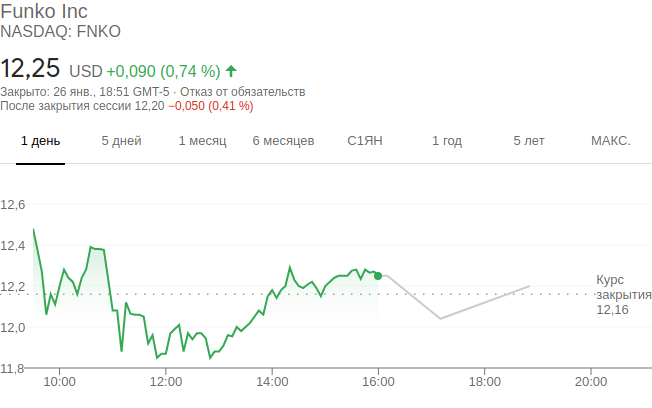 Funko Inc
NASDAQ: FNKO
12,25 USD +0,090 (0,74 %)
Закрыто: 26 янв., 18:51 GMT-5 · Отказ от обязательств
После закрытия сессии 12,20 −0,050 (0,41 %)
1 день 5 дней 1 месяц 6 месяцев С1ЯН 1 год 5 лет МАКС.
12,6
12,4
12,2
12,0
11,8
Курс
закрытия
12,16
10:00 12:00 14:00 16:00 18:00 20:00